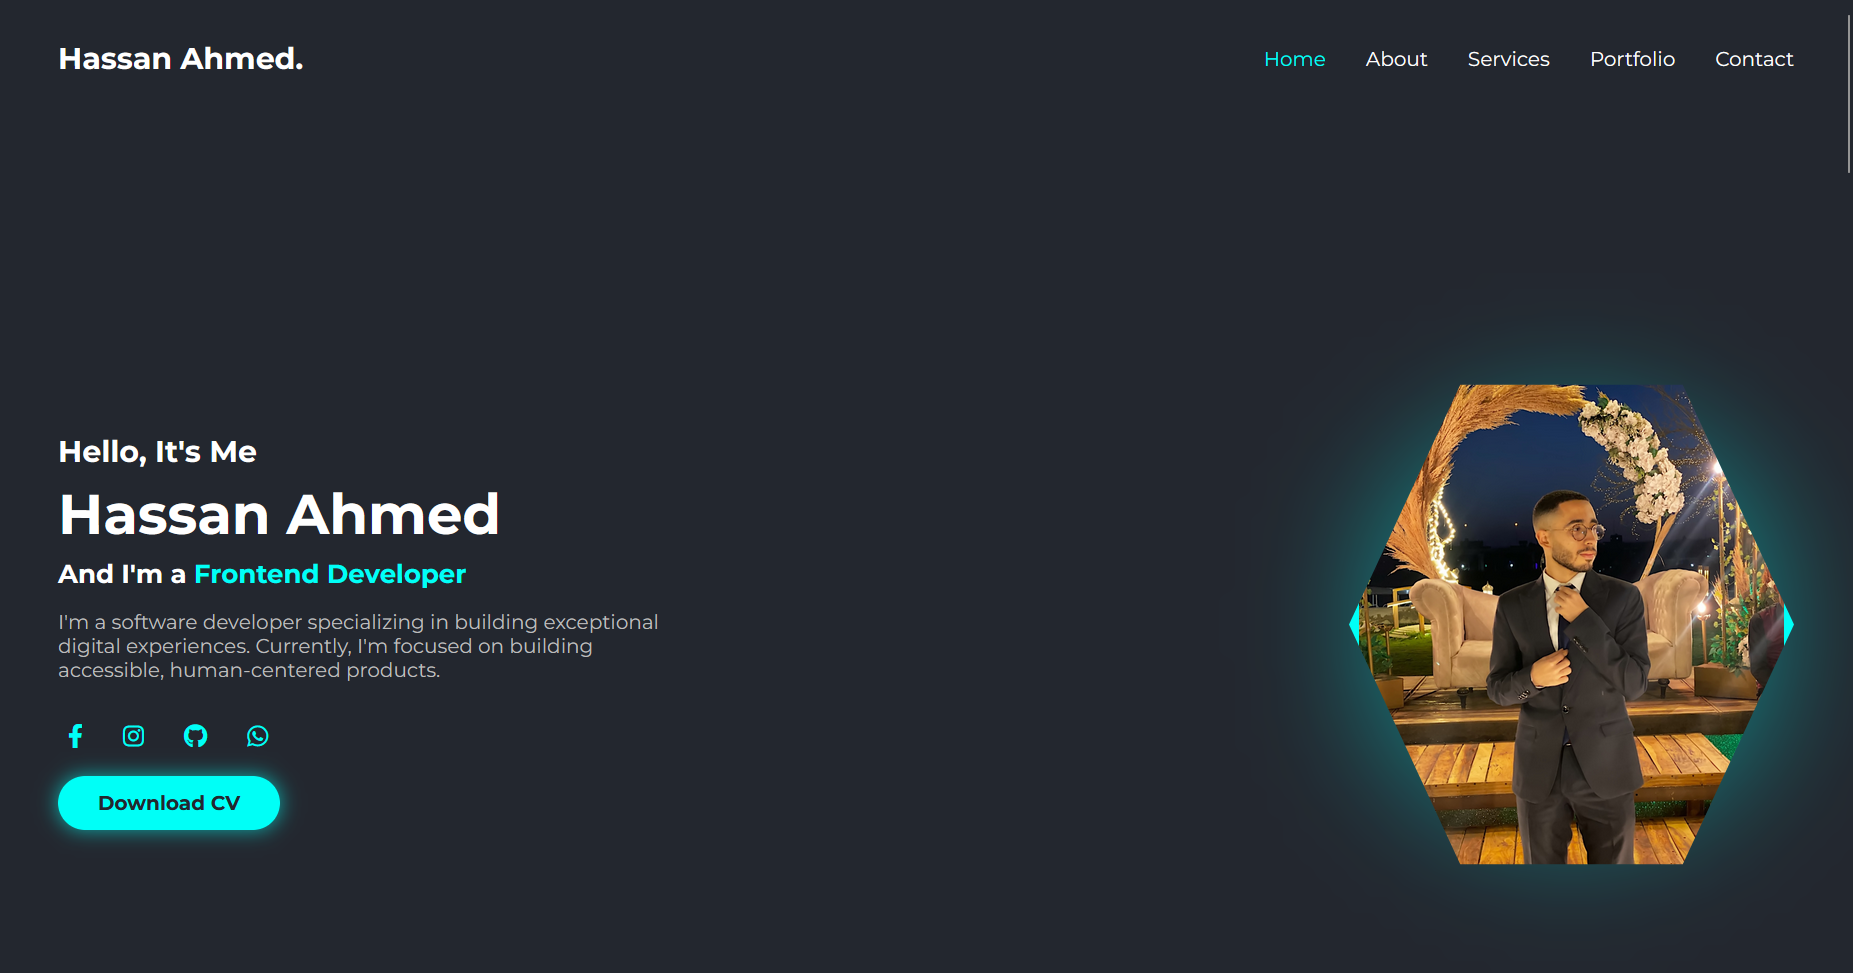 Hassan Ahmed.
Home About Services Portfolio Contact
Hello, It's Me
Hassan Ahmed
And I'm a Frontend Developer
I'm a software developer specializing in building exceptional
digital experiences. Currently, I'm focused on building
accessible, human-centered products.
Download CV